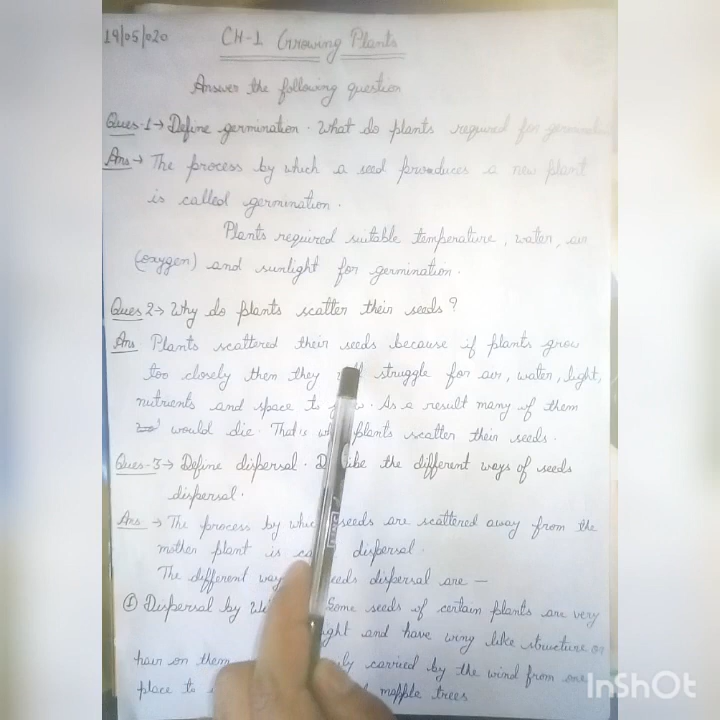 19/05/020
CH-1 Growing Plants
Answer the following question
Ques-1→ Define germination. What do plants required for
Ans→ The process by which a seed produces a new plant
is called germination.
Plants required suitable temperature, water, air
(oxygen) and sunlight for germination.
Ques 2→ Why do plants scatter their seeds?
Ans Plants scattered their seeds because if plants grow
too closely then they struggle for air, water, light,
nutrients and space to. As a result many of them
would die. That is plants scatter their seeds.
Ques-3→ Define dispersal. the different ways of seeds
dispersal.
Ans → The process by seeds are scattered away from the
mother plant is dispersal.
The different seeds dispersal are —
① Dispersal by Some seeds of certain plants are very
and have wing like structure or
hair on them carried by the wind from one
place to mapple trees
InShOt